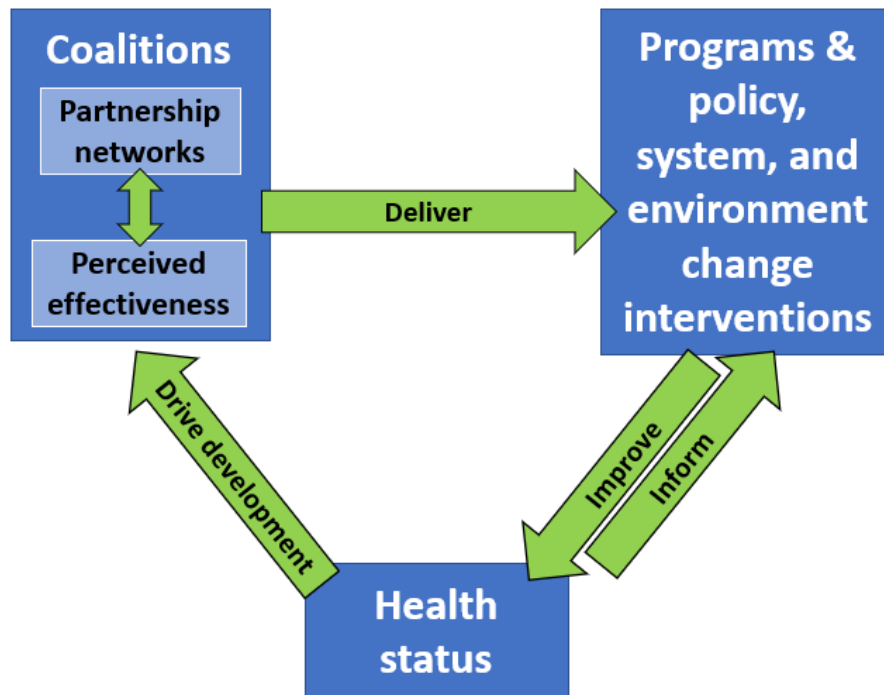 Coalitions
Partnership
networks
Perceived
effectiveness
Deliver
Programs &
policy,
system, and
environment
change
interventions
Drive development
Improve
Inform
Health
status